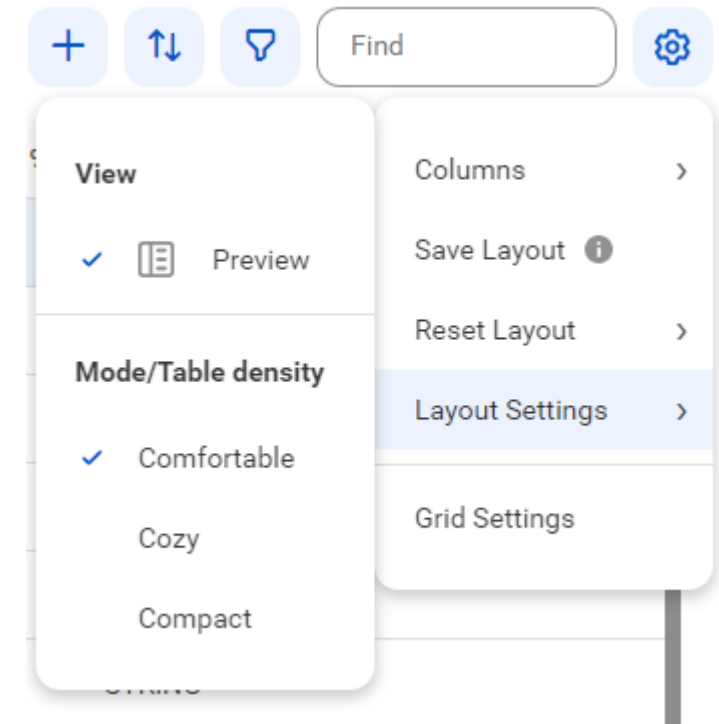 Find
View
Preview
Mode/Table density
Comfortable
Cozy
Compact
Columns
Save Layout
Reset Layout
Layout Settings
Grid Settings